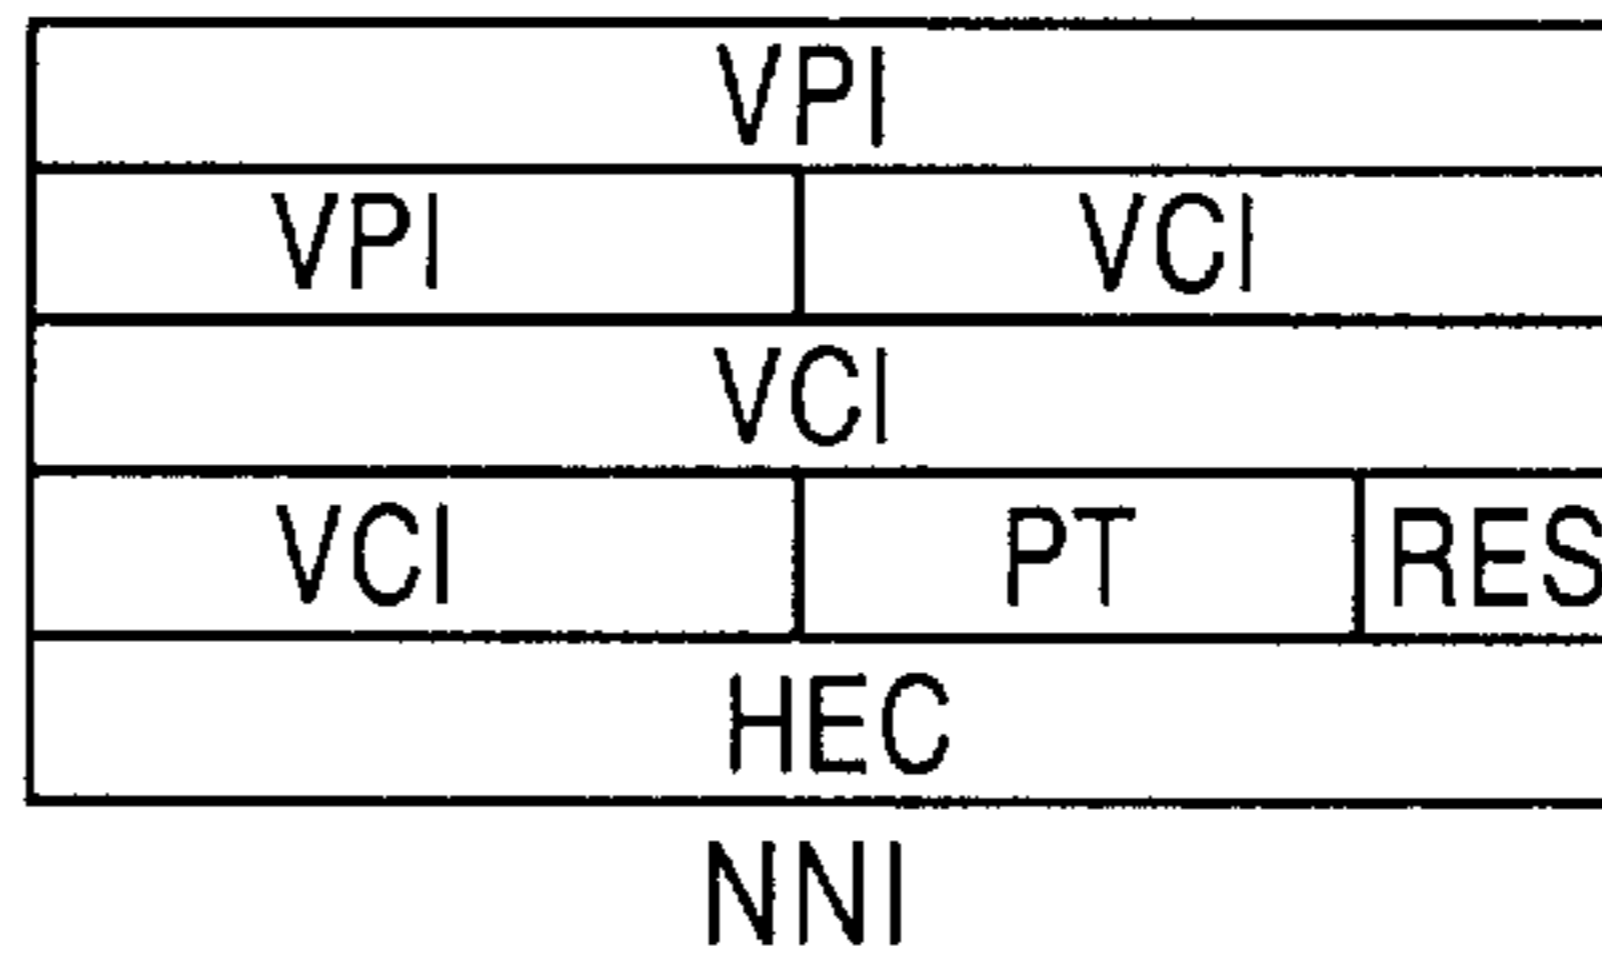 VPI
VPI VCI
VCI
VCI PT RES
HEC
NNI